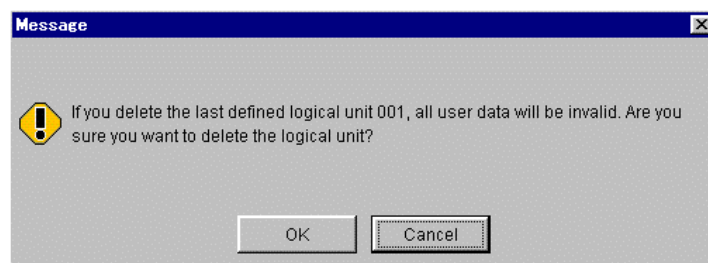 Message
If you delete the last defined logical unit 001, all user data will be invalid. Are you
sure you want to delete the logical unit?
OK
Cancel